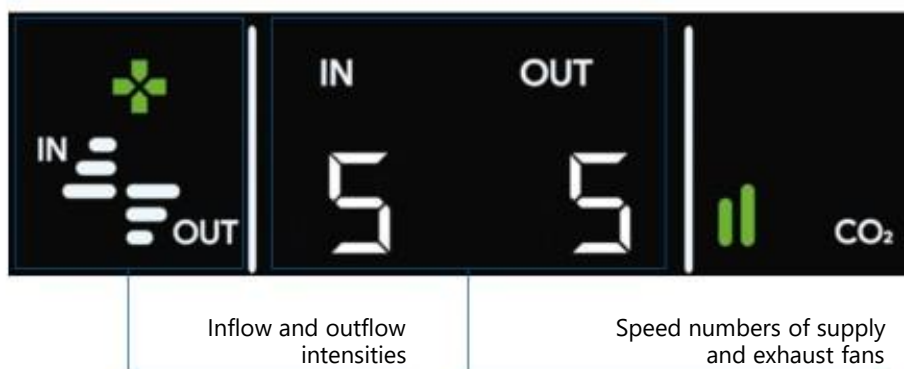 IN
OUT
IN OUT
5 5
CO₂
Inflow and outflow
intensities
Speed numbers of supply
and exhaust fans